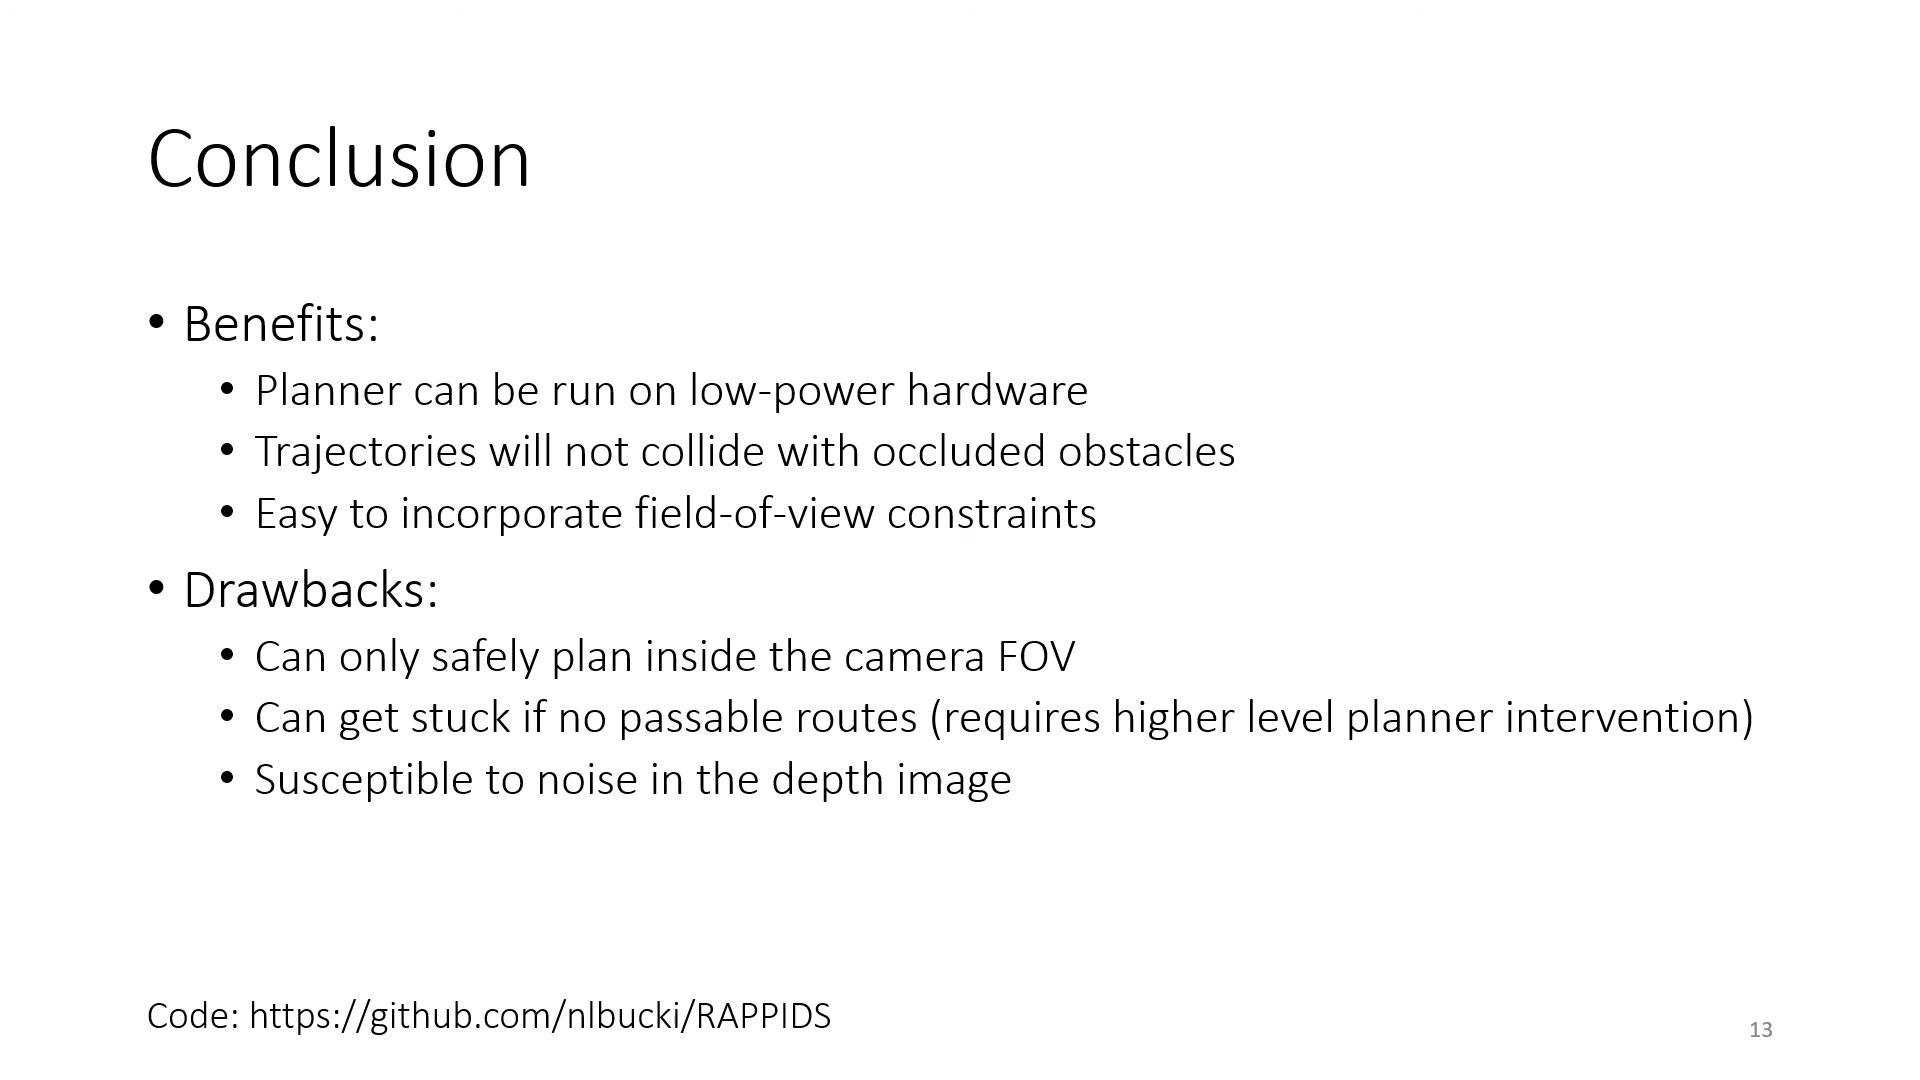 Conclusion
• Benefits:
• Planner can be run on low-power hardware
• Trajectories will not collide with occluded obstacles
• Easy to incorporate field-of-view constraints
• Drawbacks:
• Can only safely plan inside the camera FOV
• Can get stuck if no passable routes (requires higher level planner intervention)
• Susceptible to noise in the depth image
Code: https://github.com/nlbucki/RAPPIDS
13